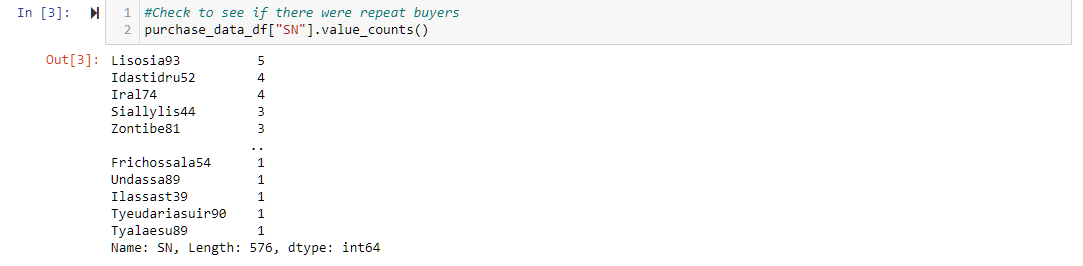 In [3]: 1 #Check to see if there were repeat buyers
2 purchase_data_df["SN"].value_counts()
Out[3]: Lisosia93 5
Idastidru52 4
Iral74 4
Siallylis44 3
Zontibe81 3
..
Frichossala54 1
Undassa89 1
Ilassast39 1
Tyeudariasuir90 1
Tyalaesu89 1
Name: SN, Length: 576, dtype: int64